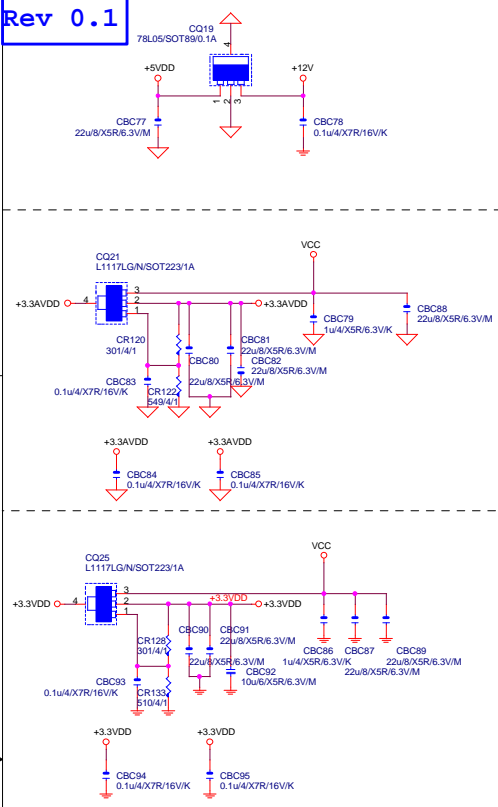 Rev 0.1
CQ19
78L05/SOT89/0.1A
4
+5VDD
+12V
1
2
3
CBC77
22u/8/X5R/6.3V/M
CBC78
0.1u/4/X7R/16V/K
CQ21
L1117LG/N/SOT223/1A
VCC
+3.3AVDD
4
3
2
1
+3.3AVDD
CBC79
1u/4/X5R/6.3V/K
CBC88
22u/8/X5R/6.3V/M
CR120
301/4/1
CBC80
22u/8/X5R/6.3V/M
CBC81
22u/8/X5R/6.3V/M
CBC82
22u/8/X5R/6.3V/M
CBC83
0.1u/4/X7R/16V/K
CR122
549/4/1
+3.3AVDD
+3.3AVDD
CBC84
0.1u/4/X7R/16V/K
CBC85
0.1u/4/X7R/16V/K
CQ25
L1117LG/N/SOT223/1A
VCC
+3.3VDD
4
3
2
1
+3.3VDD
+3.3VDD
CR128
301/4/1
CBC90
22u/8/X5R/6.3V/M
CBC91
22u/8/X5R/6.3V/M
CBC92
10u/6/X5R/6.3V/M
CBC86
1u/4/X5R/6.3V/K
CBC87
22u/8/X5R/6.3V/M
CBC89
22u/8/X5R/6.3V/M
CBC93
0.1u/4/X7R/16V/K
CR133
510/4/1
+3.3VDD
+3.3VDD
CBC94
0.1u/4/X7R/16V/K
CBC95
0.1u/4/X7R/16V/K